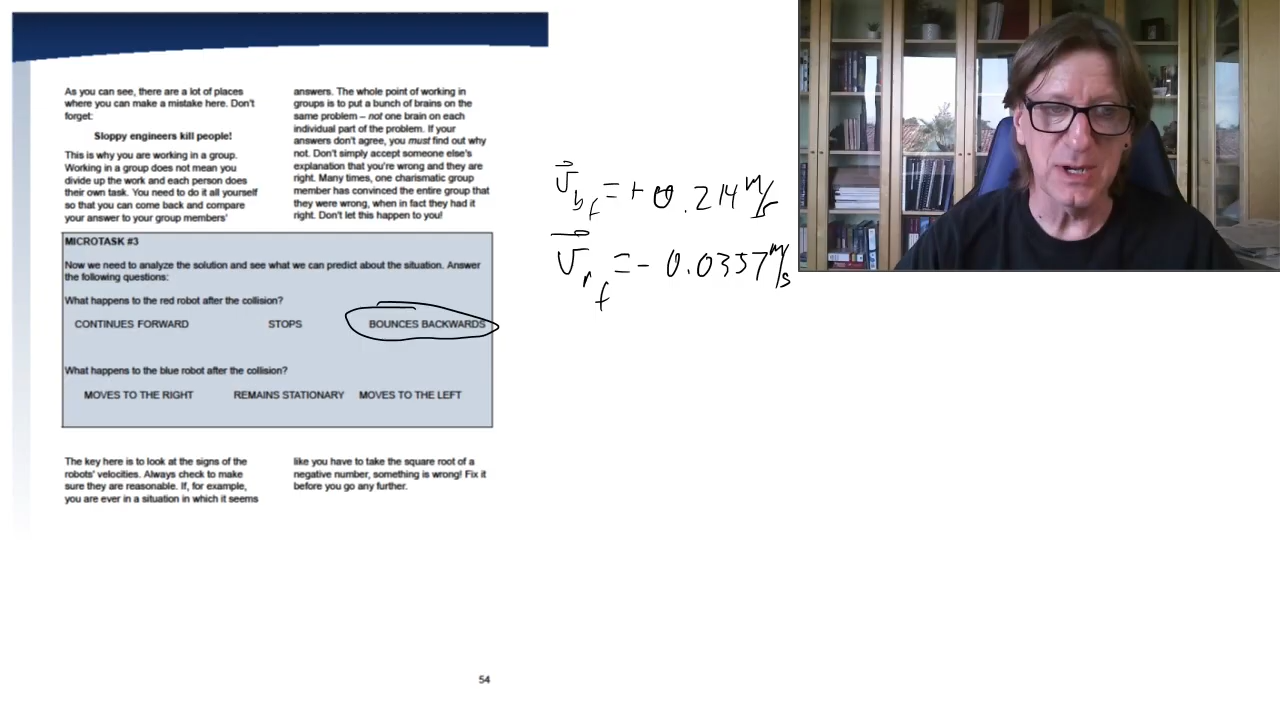 As you can see, there are a lot of places
where you can make a mistake here. Don't
forget:
Sloppy engineers kill people!
This is why you are working in a group.
Working in a group does not mean you
divide up the work and each person does
their own task. You need to do it all yourself
so that you can come back and compare
your answer to your group members'
answers. The whole point of working in
groups is to put a bunch of brains on the
same problem – not one brain on each
individual part of the problem. If your
answers don't agree, you must find out why
not. Don't simply accept someone else's
explanation that you're wrong and they are
right. Many times, one charismatic group
member has convinced the entire group that
they were wrong, when in fact they had it
right. Don't let this happen to you!
MICROTASK #3
Now we need to analyze the solution and see what we can predict about the situation. Answer
the following questions:
What happens to the red robot after the collision?
CONTINUES FORWARD STOPS BOUNCES BACKWARDS
What happens to the blue robot after the collision?
MOVES TO THE RIGHT REMAINS STATIONARY MOVES TO THE LEFT
The key here is to look at the signs of the
robots' velocities. Always check to make
sure they are reasonable. If, for example,
you are ever in a situation in which it seems
like you have to take the square root of a
negative number, something is wrong! Fix it
before you go any further.
54
v⃗bf = +0.214 m/s
v⃗rf = -0.0357 m/s